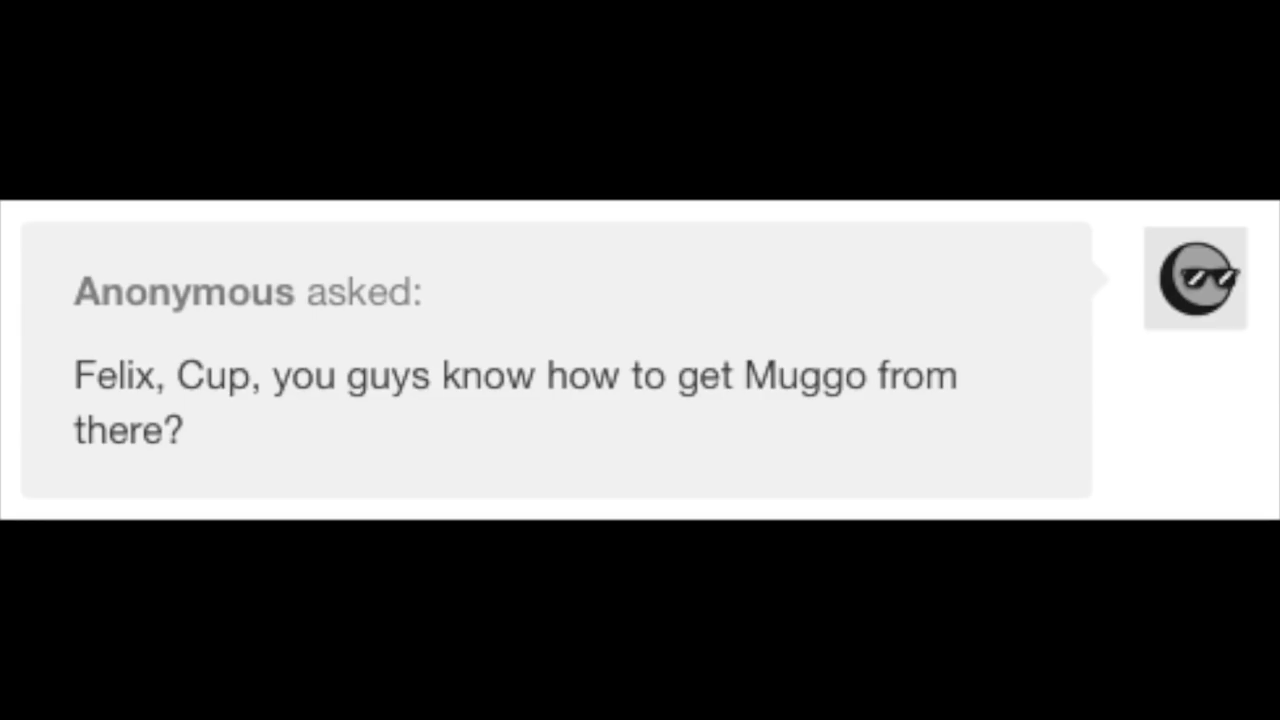 Anonymous asked:
Felix, Cup, you guys know how to get Muggo from
there?